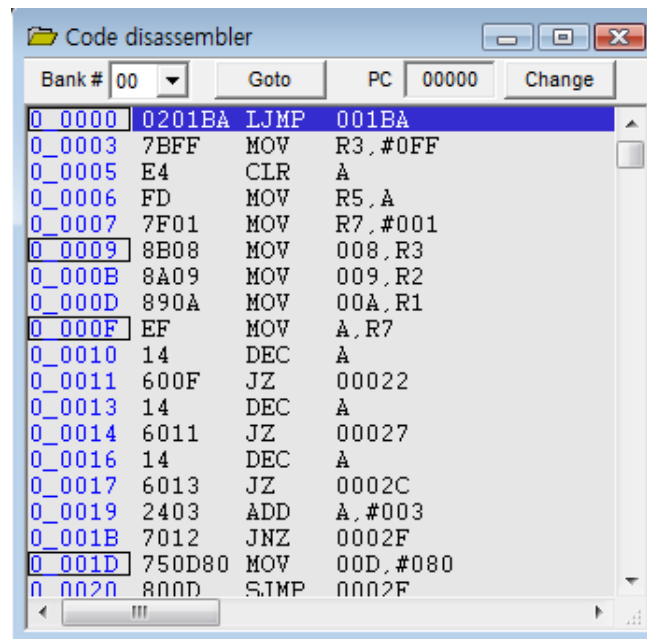 Code disassembler
Bank # 00 Goto PC 00000 Change
0_0000 0201BA LJMP 001BA
0_0003 7BFF MOV R3,#0FF
0_0005 E4 CLR A
0_0006 FD MOV R5,A
0_0007 7F01 MOV R7,#001
0_0009 8B08 MOV 008,R3
0_000B 8A09 MOV 009,R2
0_000D 890A MOV 00A,R1
0_000F EF MOV A,R7
0_0010 14 DEC A
0_0011 600F JZ 00022
0_0013 14 DEC A
0_0014 6011 JZ 00027
0_0016 14 DEC A
0_0017 6013 JZ 0002C
0_0019 2403 ADD A,#003
0_001B 7012 JNZ 0002F
0_001D 750D80 MOV 00D,#080
0_0020 800D SJMP 0002F